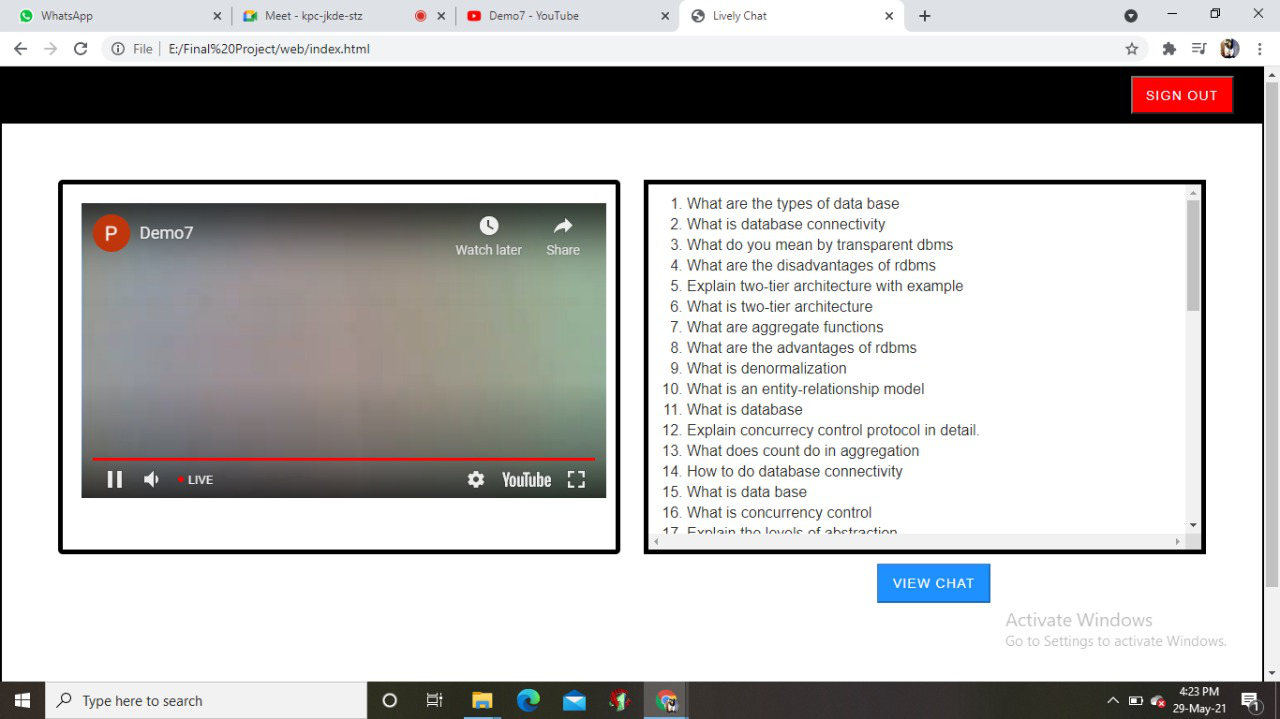 WhatsApp
Meet - kpc-jkde-stz
Demo7 - YouTube
Lively Chat
File
E:/Final%20Project/web/index.html
SIGN OUT
P
Demo7
Watch later
Share
LIVE
YouTube
1. What are the types of data base
2. What is database connectivity
3. What do you mean by transparent dbms
4. What are the disadvantages of rdbms
5. Explain two-tier architecture with example
6. What is two-tier architecture
7. What are aggregate functions
8. What are the advantages of rdbms
9. What is denormalization
10. What is an entity-relationship model
11. What is database
12. Explain concurrecy control protocol in detail.
13. What does count do in aggregation
14. How to do database connectivity
15. What is data base
16. What is concurrency control
17. Explain the levels of abstraction
VIEW CHAT
Activate Windows
Go to Settings to activate Windows.
Type here to search
4:23 PM
29-May-21
1